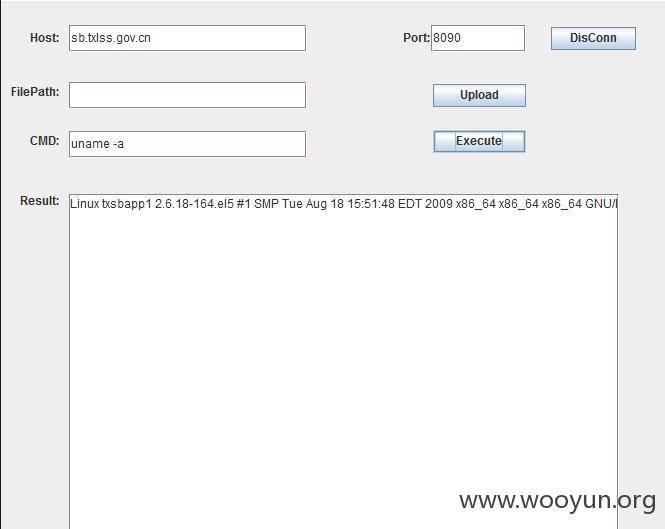 Host: sb.txlss.gov.cn Port: 8090 DisConn
FilePath: Upload
CMD: uname -a Execute
Result: Linux txsbapp1 2.6.18-164.el5 #1 SMP Tue Aug 18 15:51:48 EDT 2009 x86_64 x86_64 x86_64 GNU/
www.wooyun.org